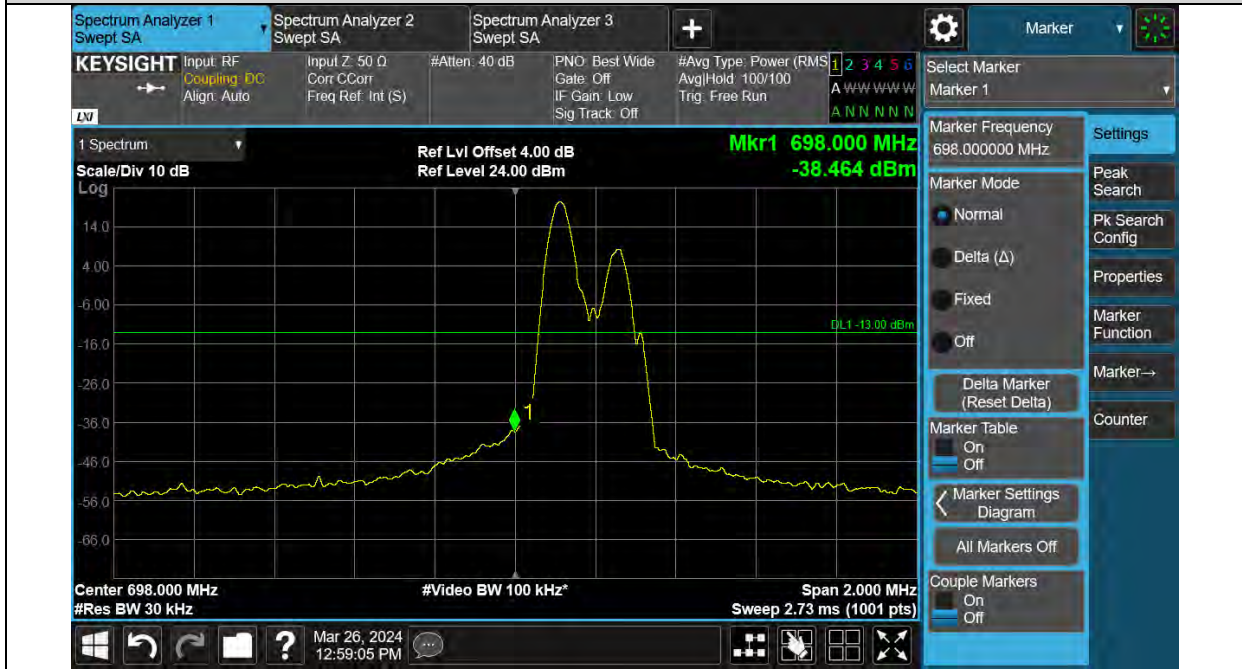 Spectrum Analyzer 1
Swept SA
Spectrum Analyzer 2
Swept SA
Spectrum Analyzer 3
Swept SA
+
Marker
KEYSIGHT
LXI
Input: RF
Coupling: DC
Align: Auto
Input Z: 50 Ω
Corr CCorr
Freq Ref: Int (S)
#Atten: 40 dB
PNO: Best Wide
Gate: Off
IF Gain: Low
Sig Track: Off
#Avg Type: Power (RMS
Avg|Hold: 100/100
Trig: Free Run
1 2 3 4 5 6
A W W W W W
A N N N N N
Select Marker
Marker 1
1 Spectrum
Scale/Div 10 dB
Log
Ref Lvl Offset 4.00 dB
Ref Level 24.00 dBm
Mkr1 698.000 MHz
-38.464 dBm
14.0
4.00
-6.00
-16.0
-26.0
-36.0
-46.0
-56.0
-66.0
DL1 -13.00 dBm
1
Center 698.000 MHz
#Res BW 30 kHz
#Video BW 100 kHz*
Span 2.000 MHz
Sweep 2.73 ms (1001 pts)
Marker Frequency
698.000000 MHz
Marker Mode
Normal
Delta (Δ)
Fixed
Off
Delta Marker
(Reset Delta)
Marker Table
On
Off
Marker Settings
Diagram
All Markers Off
Couple Markers
On
Off
Settings
Peak
Search
Pk Search
Config
Properties
Marker
Function
Marker→
Counter
?
Mar 26, 2024
12:59:05 PM